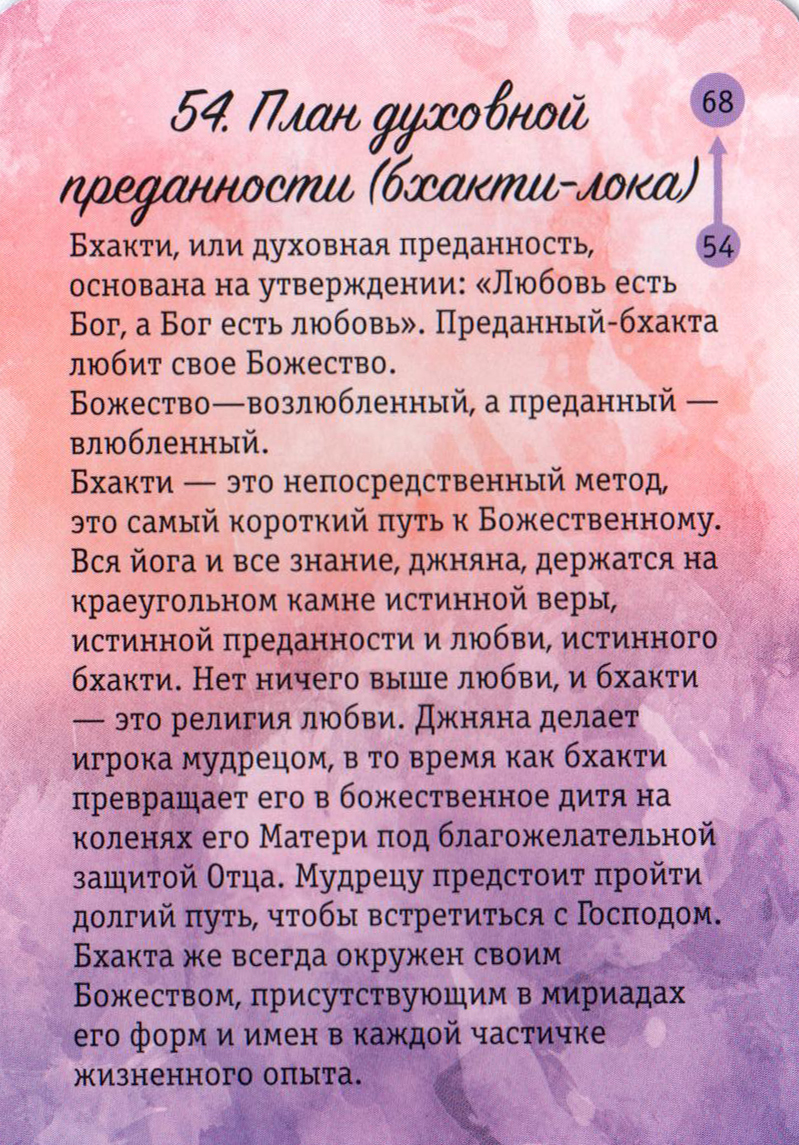 54. План духовной
преданности (бхакти-лока)
68
54
Бхакти, или духовная преданность,
основана на утверждении: «Любовь есть
Бог, а Бог есть любовь». Преданный-бхакта
любит свое Божество.
Божество—возлюбленный, а преданный —
влюбленный.
Бхакти — это непосредственный метод,
это самый короткий путь к Божественному.
Вся йога и все знание, джняна, держатся на
краеугольном камне истинной веры,
истинной преданности и любви, истинного
бхакти. Нет ничего выше любви, и бхакти
— это религия любви. Джняна делает
игрока мудрецом, в то время как бхакти
превращает его в божественное дитя на
коленях его Матери под благожелательной
защитой Отца. Мудрецу предстоит пройти
долгий путь, чтобы встретиться с Господом.
Бхакта же всегда окружен своим
Божеством, присутствующим в мириадах
его форм и имен в каждой частичке
жизненного опыта.